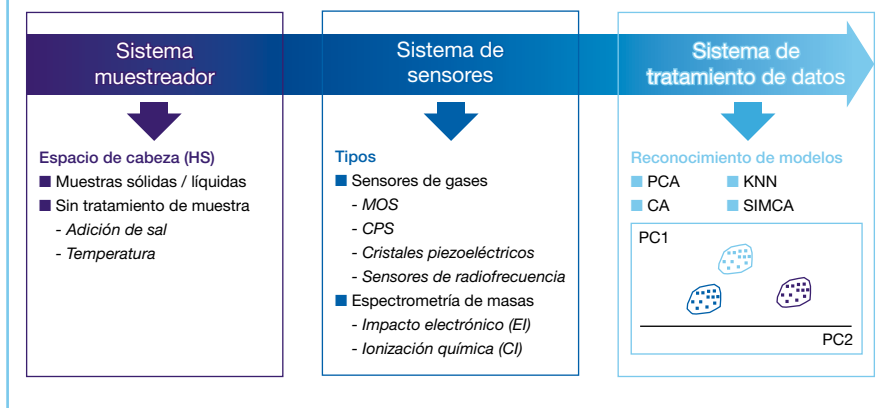 Sistema
muestreador
Espacio de cabeza (HS)
Muestras sólidas / líquidas
Sin tratamiento de muestra
- Adición de sal
- Temperatura
Sistema de
sensores
Tipos
Sensores de gases
- MOS
- CPS
- Cristales piezoeléctricos
- Sensores de radiofrecuencia
Espectrometría de masas
- Impacto electrónico (EI)
- Ionización química (CI)
Sistema de
tratamiento de datos
Reconocimiento de modelos
PCA KNN
CA SIMCA
PC1
PC2